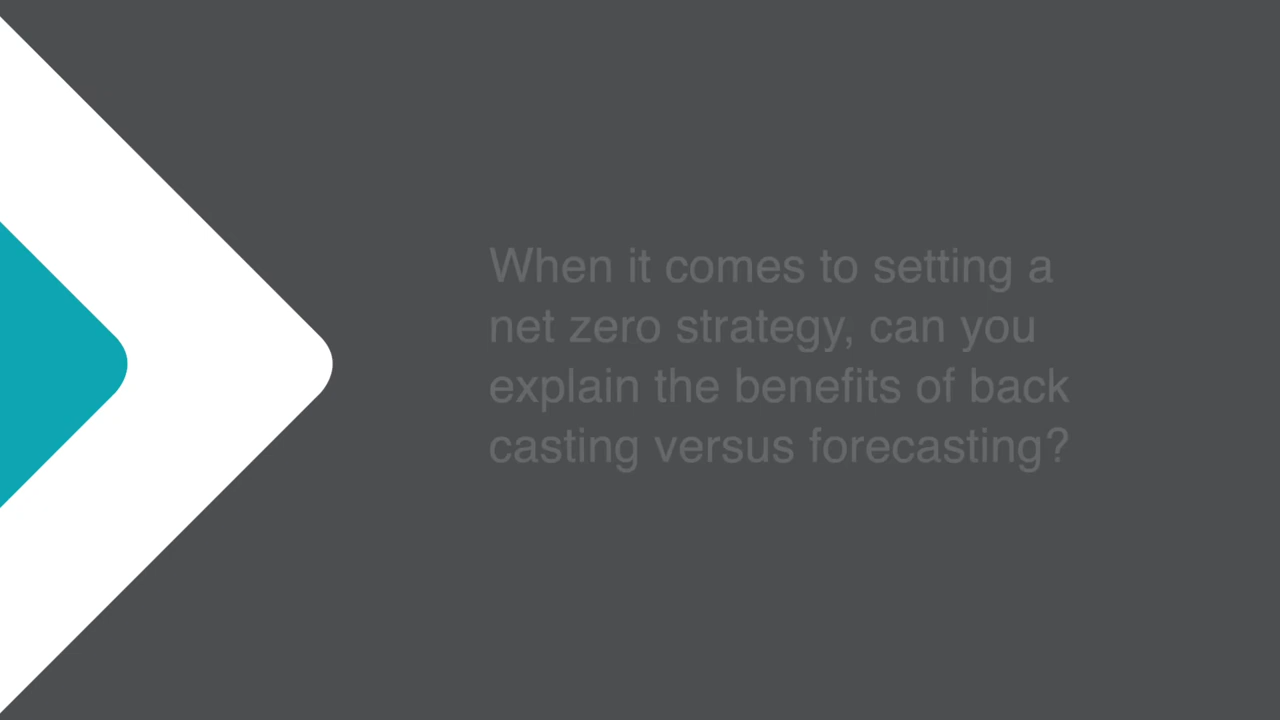 When it comes to setting a
net zero strategy, can you
explain the benefits of back
casting versus forecasting?